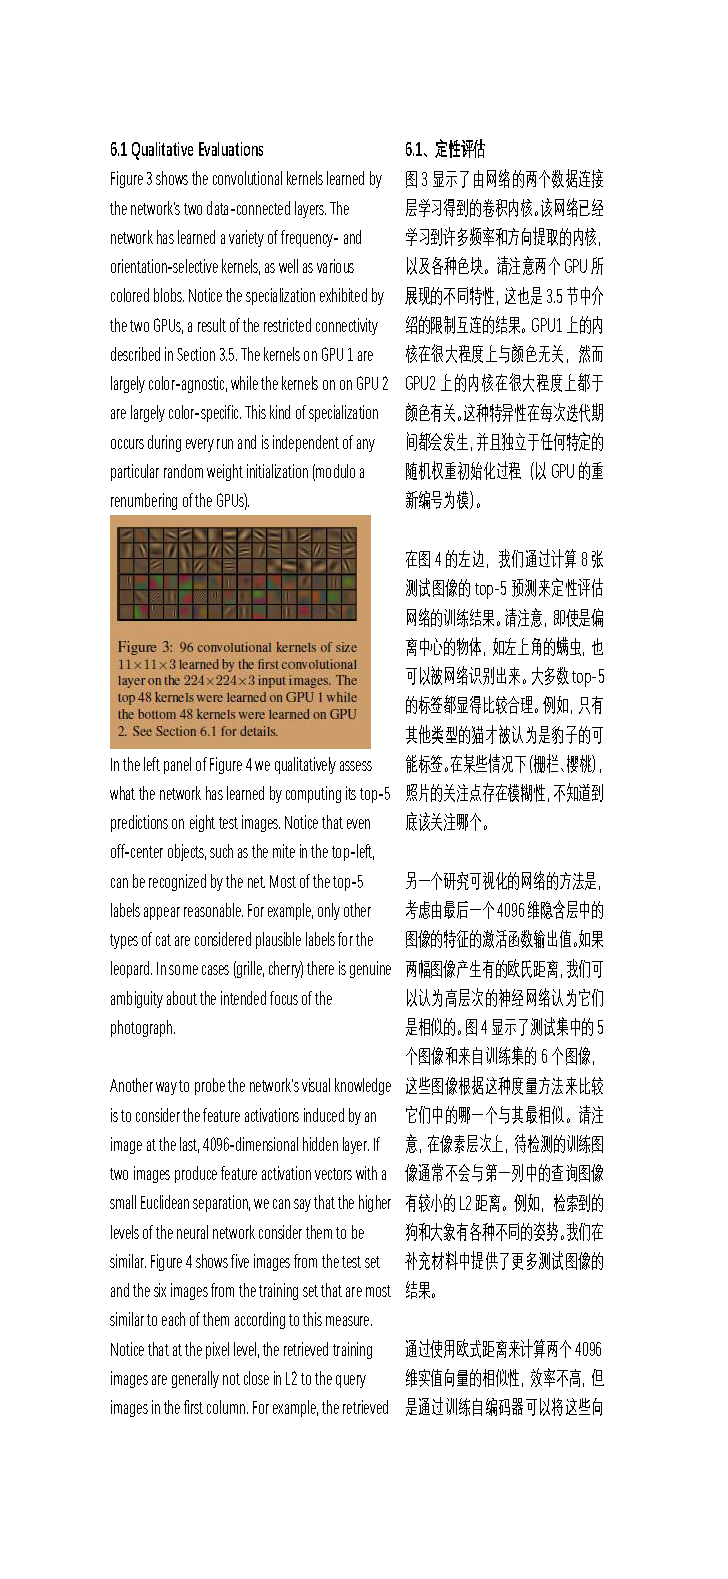 6.1 Qualitative Evaluations
Figure 3 shows the convolutional kernels learned by
the network's two data-connected layers. The
network has learned a variety of frequency- and
orientation-selective kernels, as well as various
colored blobs. Notice the specialization exhibited by
the two GPUs, a result of the restricted connectivity
described in Section 3.5. The kernels on GPU 1 are
largely color-agnostic, while the kernels on on GPU 2
are largely color-specific. This kind of specialization
occurs during every run and is independent of any
particular random weight initialization (modulo a
renumbering of the GPUs).
Figure 3: 96 convolutional kernels of size
11×11×3 learned by the first convolutional
layer on the 224×224×3 input images. The
top 48 kernels were learned on GPU 1 while
the bottom 48 kernels were learned on GPU
2. See Section 6.1 for details.
In the left panel of Figure 4 we qualitatively assess
what the network has learned by computing its top-5
predictions on eight test images. Notice that even
off-center objects, such as the mite in the top-left,
can be recognized by the net. Most of the top-5
labels appear reasonable. For example, only other
types of cat are considered plausible labels for the
leopard. In some cases (grille, cherry) there is genuine
ambiguity about the intended focus of the
photograph.
Another way to probe the network's visual knowledge
is to consider the feature activations induced by an
image at the last, 4096-dimensional hidden layer. If
two images produce feature activation vectors with a
small Euclidean separation, we can say that the higher
levels of the neural network consider them to be
similar. Figure 4 shows five images from the test set
and the six images from the training set that are most
similar to each of them according to this measure.
Notice that at the pixel level, the retrieved training
images are generally not close in L2 to the query
images in the first column. For example, the retrieved
6.1、定性评估
图 3 显示了由网络的两个数据连接
层学习得到的卷积内核。该网络已经
学习到许多频率和方向提取的内核，
以及各种色块。请注意两个 GPU 所
展现的不同特性，这也是 3.5 节中介
绍的限制互连的结果。GPU1 上的内
核在很大程度上与颜色无关，然而
GPU2 上的内核在很大程度上都于
颜色有关。这种特异性在每次迭代期
间都会发生，并且独立于任何特定的
随机权重初始化过程（以 GPU 的重
新编号为模）。
在图 4 的左边，我们通过计算 8 张
测试图像的 top-5 预测来定性评估
网络的训练结果。请注意，即使是偏
离中心的物体，如左上角的螨虫，也
可以被网络识别出来。大多数 top-5
的标签都显得比较合理。例如，只有
其他类型的猫才被认为是豹子的可
能标签。在某些情况下（栅栏、樱桃），
照片的关注点存在模糊性，不知道到
底该关注哪个。
另一个研究可视化的网络的方法是，
考虑由最后一个 4096 维隐含层中的
图像的特征的激活函数输出值。如果
两幅图像产生有的欧氏距离，我们可
以认为高层次的神经网络认为它们
是相似的。图 4 显示了测试集中的 5
个图像和来自训练集的 6 个图像，
这些图像根据这种度量方法来比较
它们中的哪一个与其最相似。请注
意，在像素层次上，待检测的训练图
像通常不会与第一列中的查询图像
有较小的 L2 距离。例如，检索到的
狗和大象有各种不同的姿势。我们在
补充材料中提供了更多测试图像的
结果。
通过使用欧式距离来计算两个 4096
维实值向量的相似性，效率不高，但
是通过训练自编码器可以将这些向